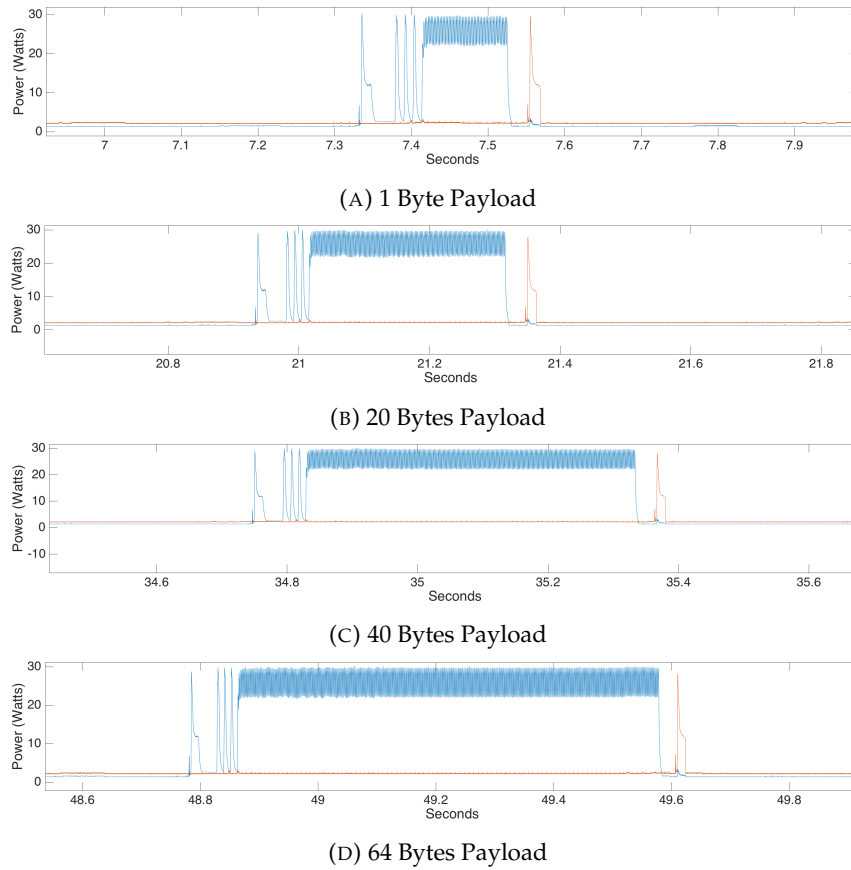 30
20
10
0
Power (Watts)
7 7.1 7.2 7.3 7.4 7.5 7.6 7.7 7.8 7.9
Seconds
(A) 1 Byte Payload
30
20
10
0
Power (Watts)
20.8 21 21.2 21.4 21.6 21.8
Seconds
(B) 20 Bytes Payload
30
20
10
0
-10
Power (Watts)
34.6 34.8 35 35.2 35.4 35.6
Seconds
(C) 40 Bytes Payload
30
20
10
0
Power (Watts)
48.6 48.8 49 49.2 49.4 49.6 49.8
Seconds
(D) 64 Bytes Payload